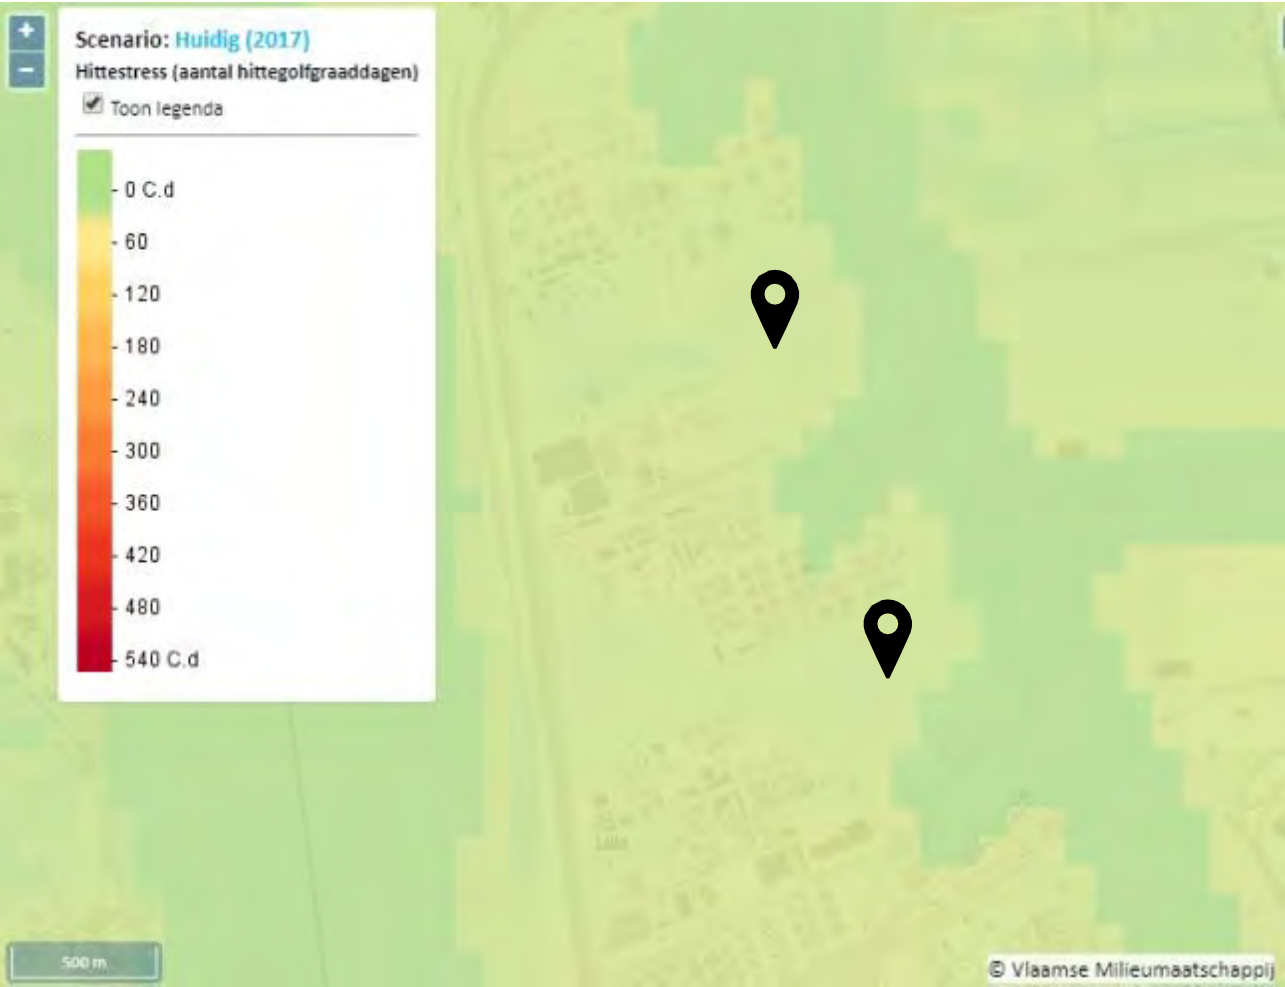 +
−
Scenario: Huidig (2017)
Hittestress (aantal hittegolfgraaddagen)
Toon legenda
- 0 C.d
- 60
- 120
- 180
- 240
- 300
- 360
- 420
- 480
- 540 C.d
500 m
© Vlaamse Milieumaatschappij